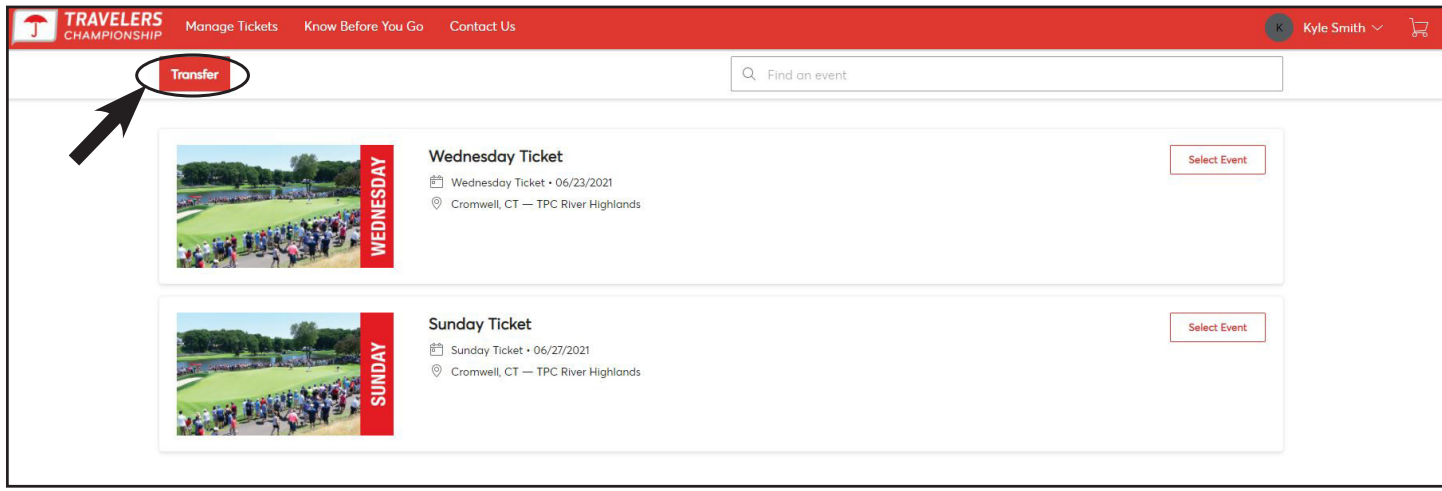 TRAVELERS
CHAMPIONSHIP
Manage Tickets Know Before You Go Contact Us
K Kyle Smith
Transfer
Find an event
WEDNESDAY
Wednesday Ticket
Wednesday Ticket • 06/23/2021
Cromwell, CT — TPC River Highlands
Select Event
SUNDAY
Sunday Ticket
Sunday Ticket • 06/27/2021
Cromwell, CT — TPC River Highlands
Select Event